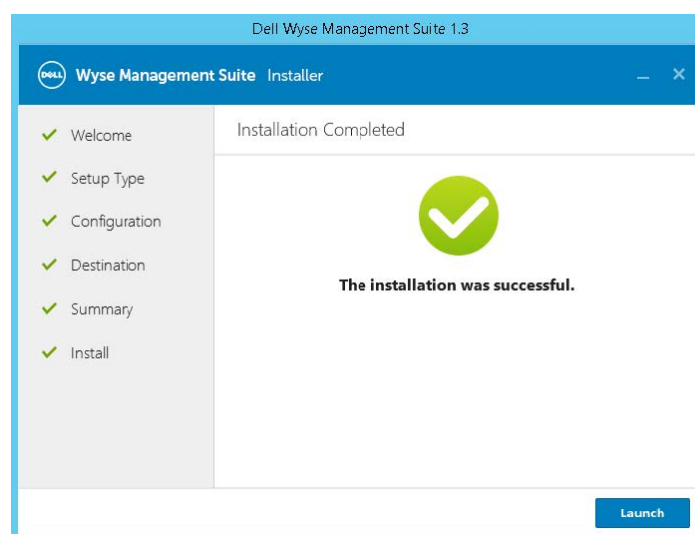 Dell Wyse Management Suite 1.3
DELL Wyse Management Suite Installer
Installation Completed
Welcome
Setup Type
Configuration
Destination
Summary
Install
The installation was successful.
Launch